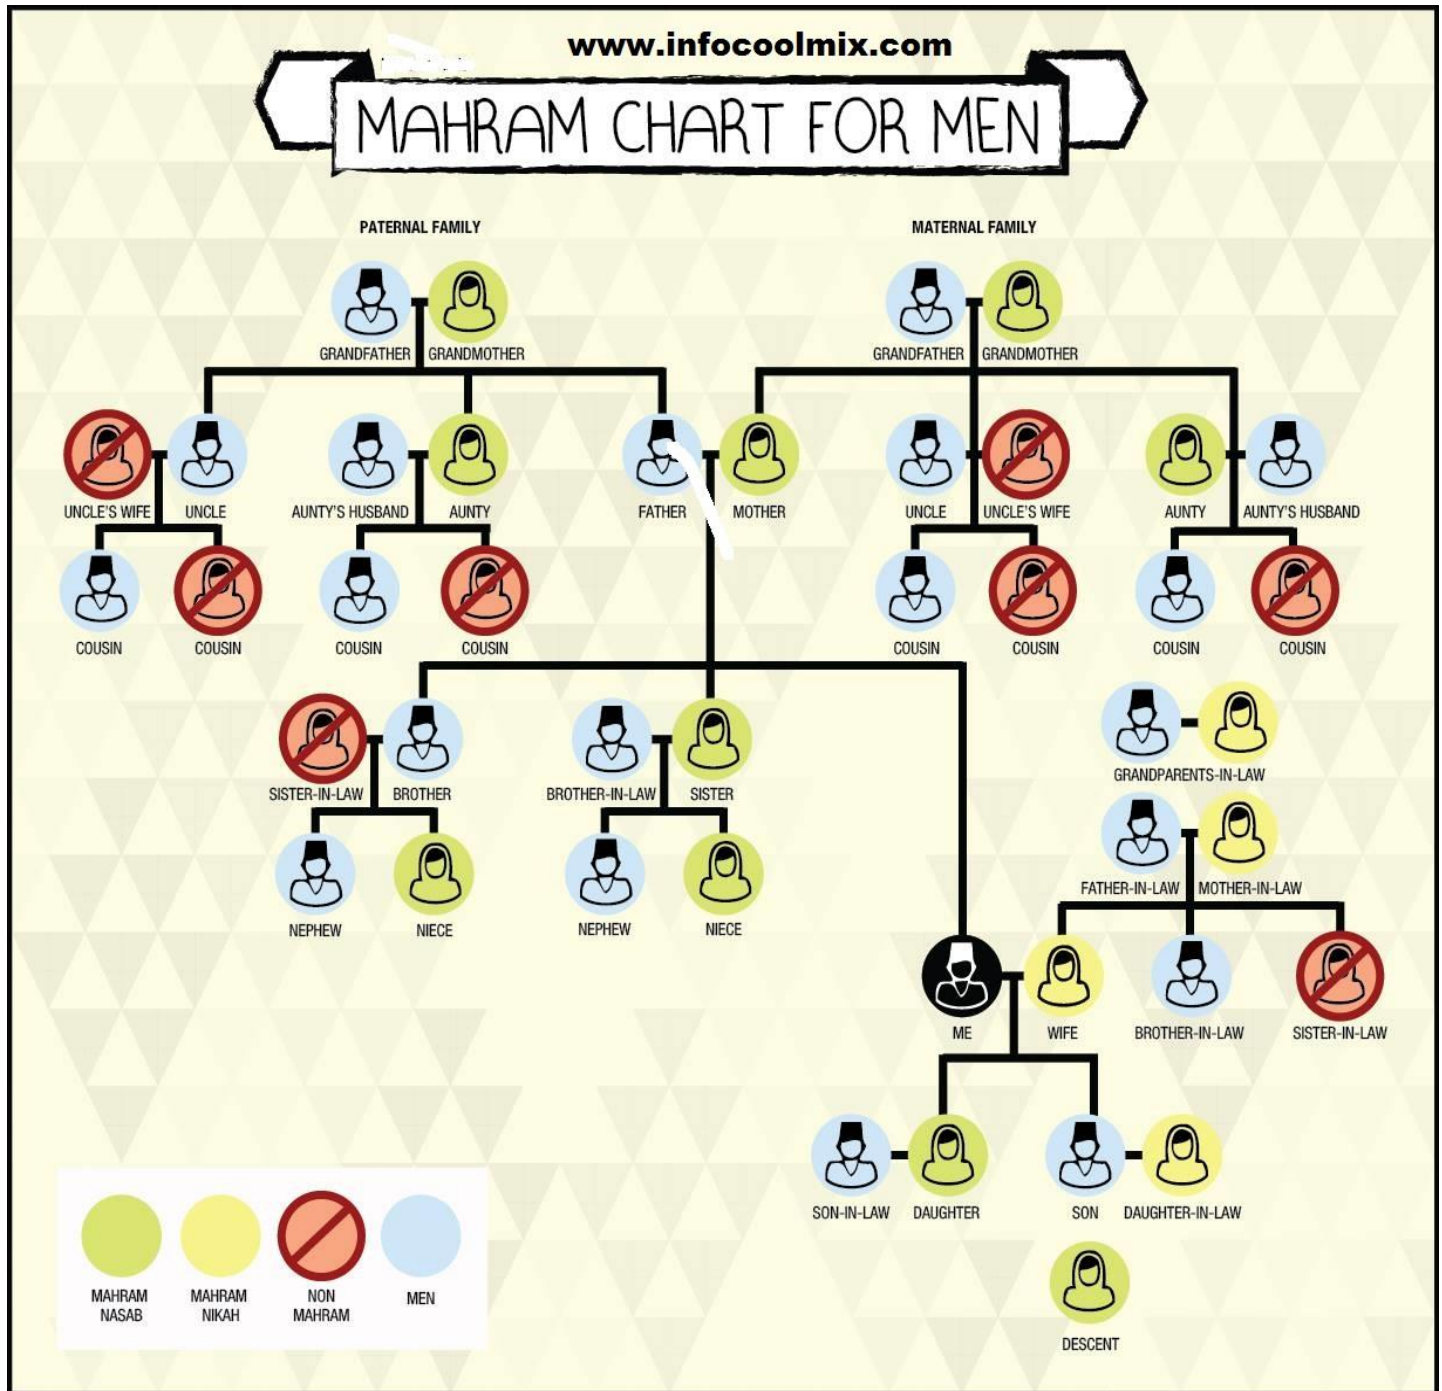 www.infocoolmix.com
MAHRAM CHART FOR MEN
PATERNAL FAMILY
MATERNAL FAMILY
GRANDFATHER
GRANDMOTHER
GRANDFATHER
GRANDMOTHER
UNCLE'S WIFE
UNCLE
AUNTY'S HUSBAND
AUNTY
FATHER
MOTHER
UNCLE
UNCLE'S WIFE
AUNTY
AUNTY'S HUSBAND
COUSIN
COUSIN
COUSIN
COUSIN
COUSIN
COUSIN
COUSIN
COUSIN
GRANDPARENTS-IN-LAW
SISTER-IN-LAW
BROTHER
BROTHER-IN-LAW
SISTER
FATHER-IN-LAW
MOTHER-IN-LAW
NEPHEW
NIECE
NEPHEW
NIECE
ME
WIFE
BROTHER-IN-LAW
SISTER-IN-LAW
SON-IN-LAW
DAUGHTER
SON
DAUGHTER-IN-LAW
DESCENT
MAHRAM
NASAB
MAHRAM
NIKAH
NON
MAHRAM
MEN